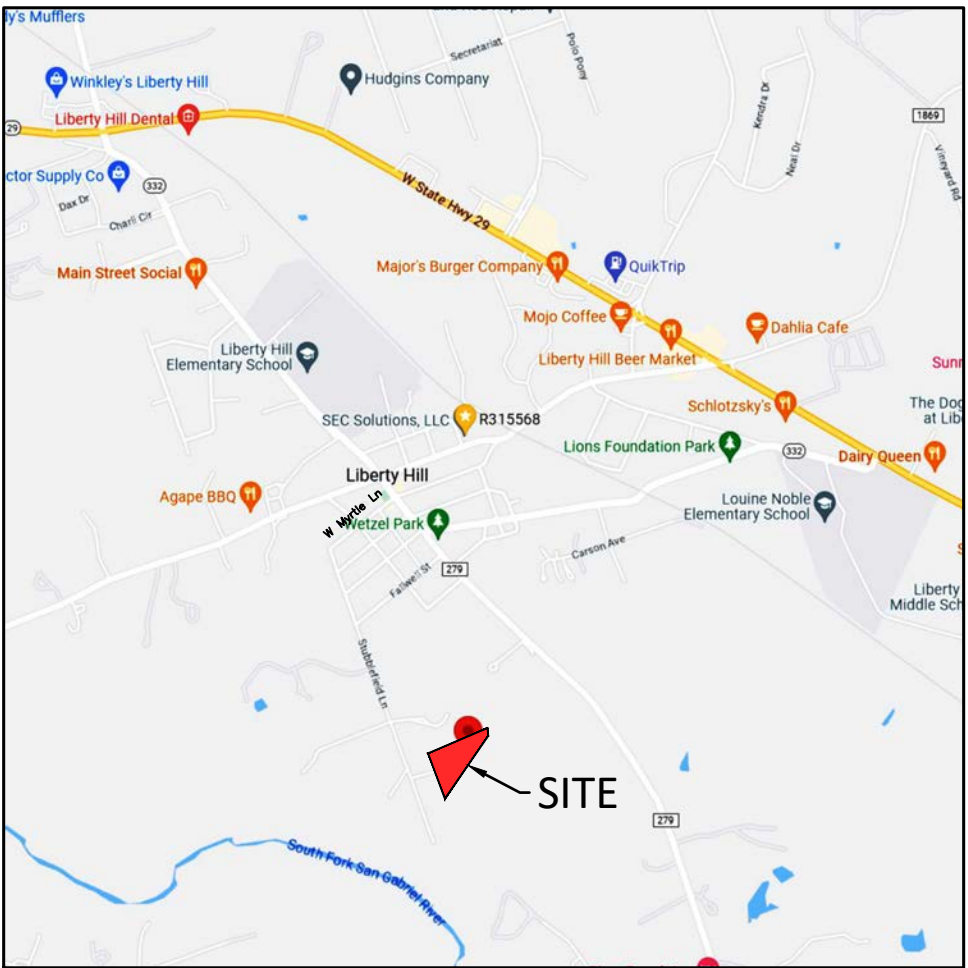 ly's Mufflers
Secretariat
Polo Pony
Winkley's Liberty Hill
Hudgins Company
Kendra Dr
Liberty Hill Dental
29
1869
Neal Dr
Vineyard Rd
ctor Supply Co
332
W State Hwy 29
Dax Dr
Charli Cir
Main Street Social
Major's Burger Company
QuikTrip
Mojo Coffee
Dahlia Cafe
Liberty Hill
Elementary School
Liberty Hill Beer Market
Sunr
SEC Solutions, LLC
R315568
Schlotzsky's
The Dog
at Lib
Lions Foundation Park
332
Dairy Queen
Liberty Hill
Agape BBQ
W Myrtle Ln
Wetzel Park
Louine Noble
Elementary School
Carson Ave
Fallwell St
279
Liberty
Middle Sch
Stubblefield Ln
SITE
279
South Fork San Gabriel River